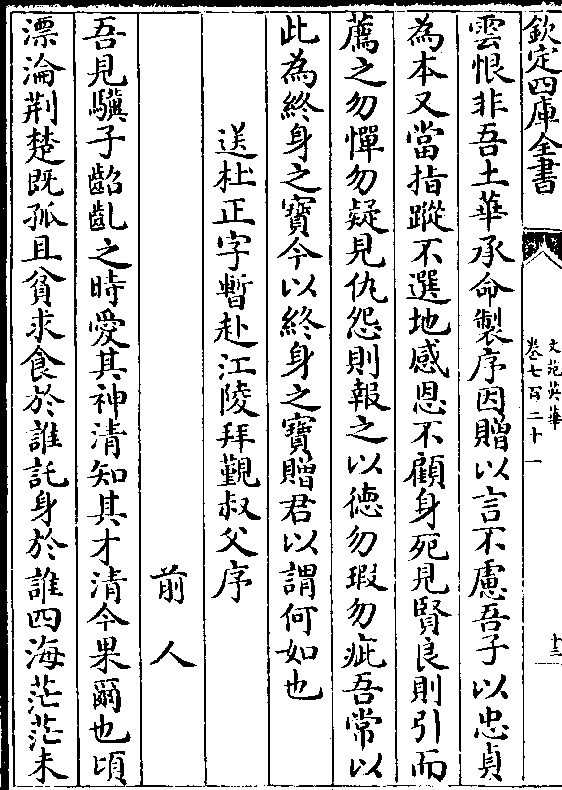 欽定四庫全書
文苑英華
卷七百二十一
十三
雲恨非吾土華承命製序因贈以言不慮吾子以忠貞
為本又當指蹤不選地感恩不顧身死見賢良則引而
薦之勿憚勿疑見仇怨則報之以德勿瑕勿疵吾常以
此為終身之寶今以終身之寶贈君以謂何如也
送杜正字暫赴江陵拜覲叔父序
前人
吾見驥子齠齓之時愛其神清知其才清今果爾也頃
漂淪荆楚既孤且貧求食於誰託身於誰四海茫茫未